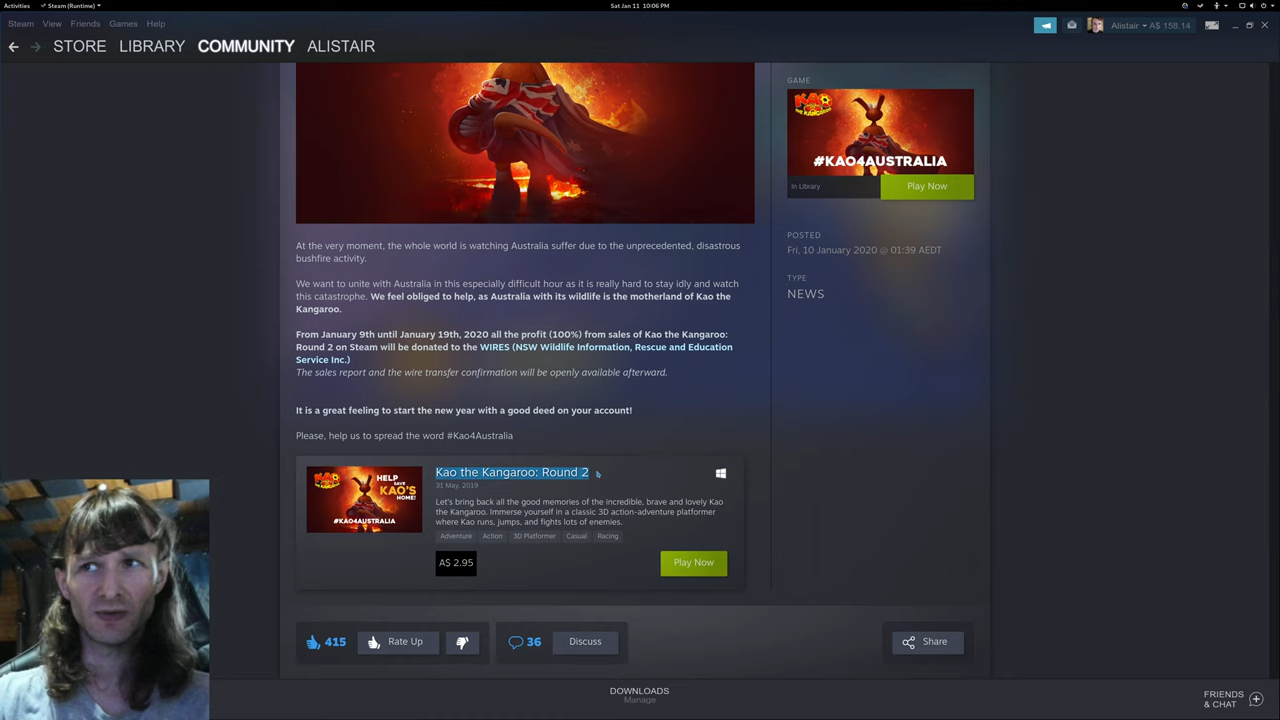 Activities Steam (Runtime) Sat Jan 11 10:06 PM
Steam View Friends Games Help Alistair A$ 158.14
STORE LIBRARY COMMUNITY ALISTAIR
GAME
KAO
THE KANGAROO
#KAO4AUSTRALIA
In Library Play Now
POSTED
Fri, 10 January 2020 @ 01:39 AEDT
TYPE
NEWS
At the very moment, the whole world is watching Australia suffer due to the unprecedented, disastrous
bushfire activity.
We want to unite with Australia in this especially difficult hour as it is really hard to stay idly and watch
this catastrophe. We feel obliged to help, as Australia with its wildlife is the motherland of Kao the
Kangaroo.
From January 9th until January 19th, 2020 all the profit (100%) from sales of Kao the Kangaroo:
Round 2 on Steam will be donated to the WIRES (NSW Wildlife Information, Rescue and Education
Service Inc.)
The sales report and the wire transfer confirmation will be openly available afterward.
It is a great feeling to start the new year with a good deed on your account!
Please, help us to spread the word #Kao4Australia
KAO
HELP
SAVE
KAO'S
HOME!
#KAO4AUSTRALIA
Kao the Kangaroo: Round 2
31 May, 2019
Let's bring back all the good memories of the incredible, brave and lovely Kao
the Kangaroo. Immerse yourself in a classic 3D action-adventure platformer
where Kao runs, jumps, and fights lots of enemies.
Adventure Action 3D Platformer Casual Racing
A$ 2.95 Play Now
415 Rate Up 36 Discuss Share
DOWNLOADS
Manage
FRIENDS
& CHAT